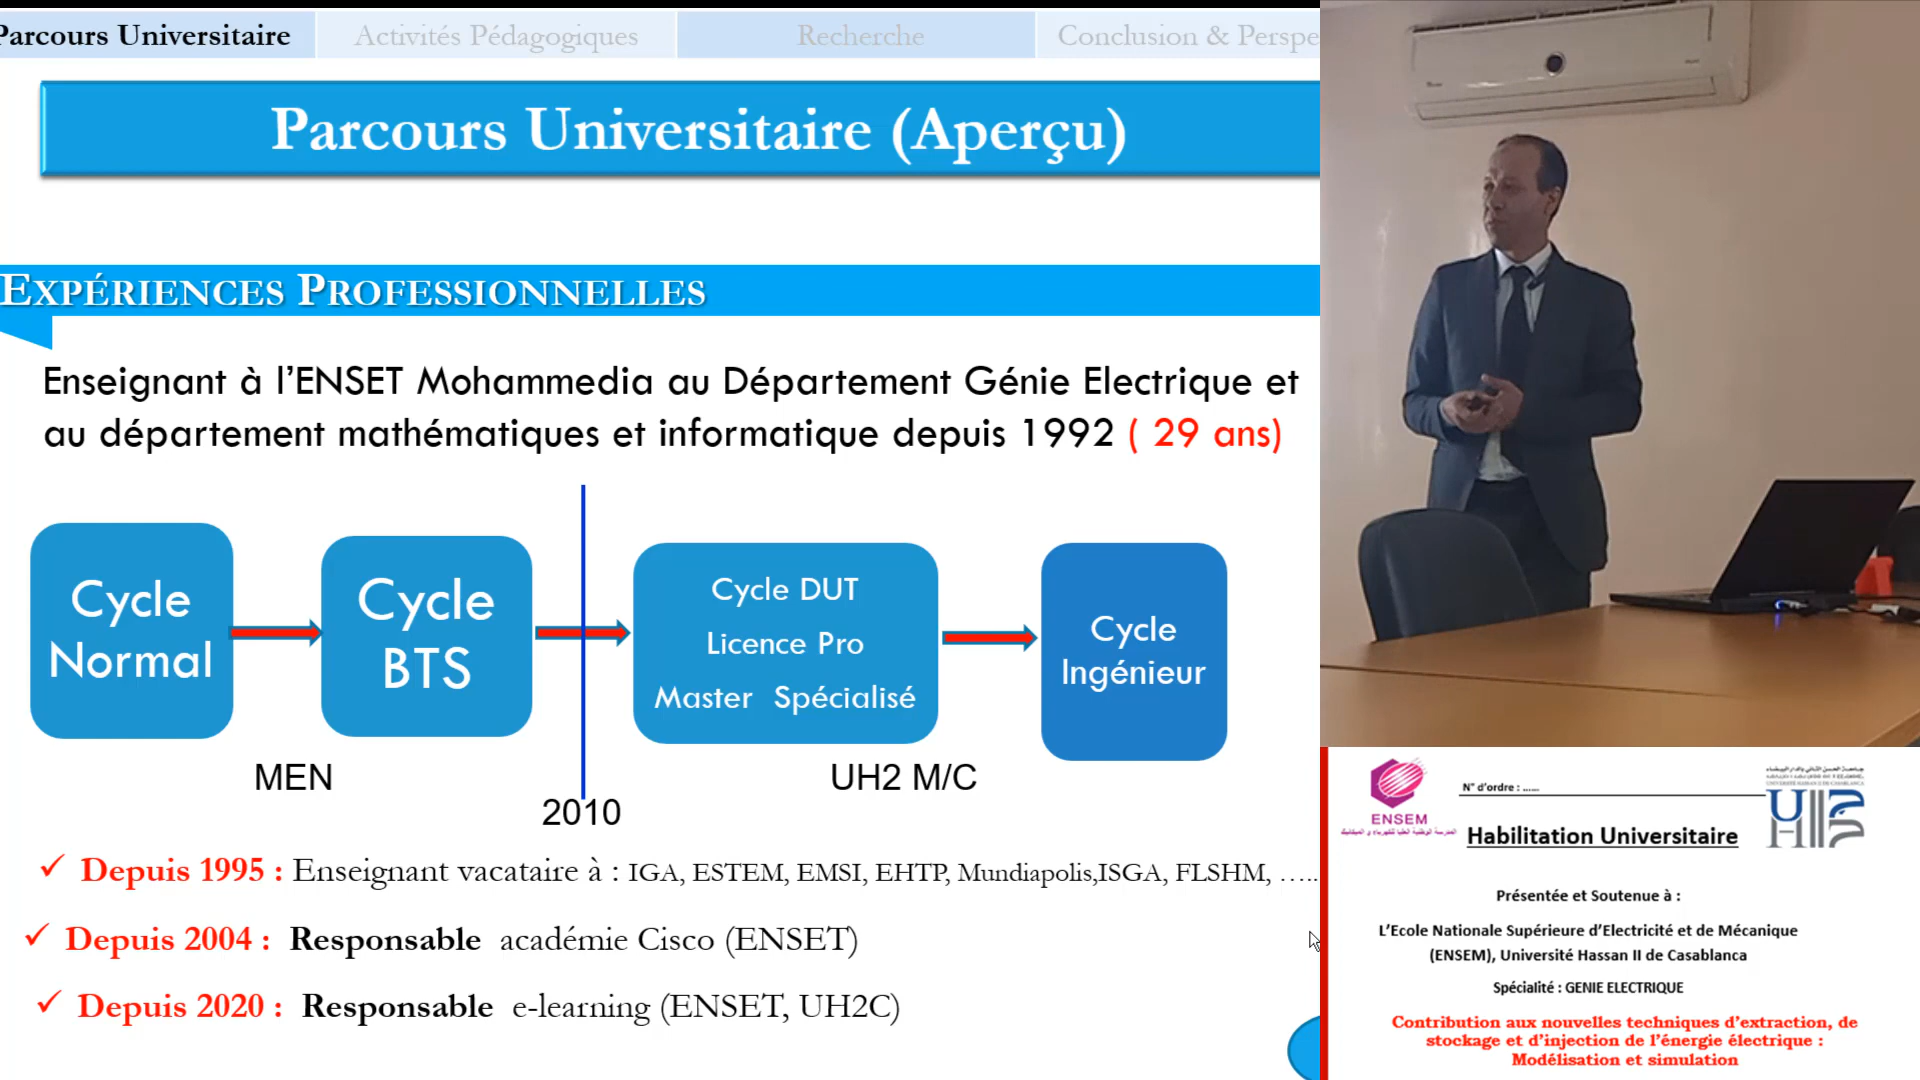 Parcours Universitaire
Activités Pédagogiques
Recherche
Conclusion & Perspe
Parcours Universitaire (Aperçu)
EXPÉRIENCES PROFESSIONNELLES
Enseignant à l’ENSET Mohammedia au Département Génie Electrique et
au département mathématiques et informatique depuis 1992 ( 29 ans)
Cycle
Normal
Cycle
BTS
Cycle DUT
Licence Pro
Master Spécialisé
Cycle
Ingénieur
MEN
UH2 M/C
2010
✓ Depuis 1995 : Enseignant vacataire à : IGA, ESTEM, EMSI, EHTP, Mundiapolis,ISGA, FLSHM, …..
✓ Depuis 2004 : Responsable académie Cisco (ENSET)
✓ Depuis 2020 : Responsable e-learning (ENSET, UH2C)
ENSEM
N° d’ordre : ......
Habilitation Universitaire
Présentée et Soutenue à :
L’Ecole Nationale Supérieure d’Electricité et de Mécanique
(ENSEM), Université Hassan II de Casablanca
Spécialité : GENIE ELECTRIQUE
Contribution aux nouvelles techniques d’extraction, de
stockage et d’injection de l’énergie électrique :
Modélisation et simulation